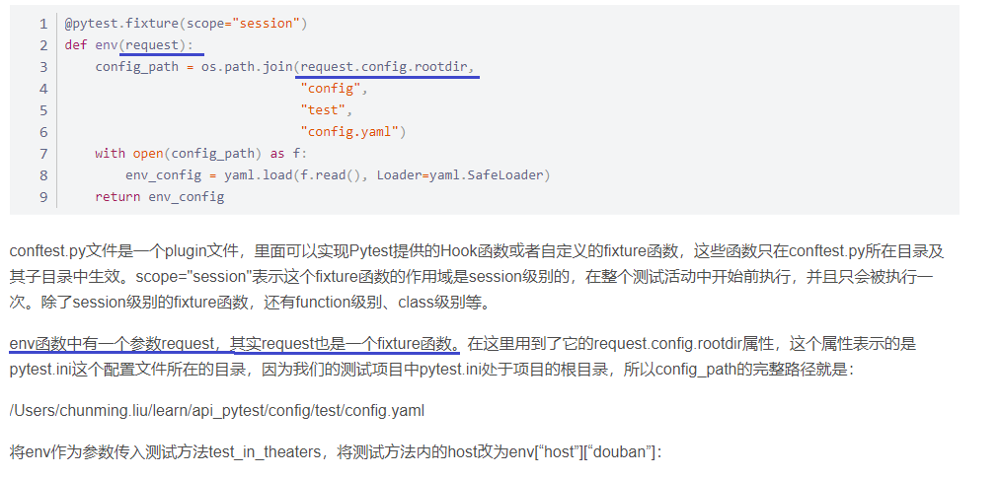 1 @pytest.fixture(scope="session")
2 def env(request):
3 config_path = os.path.join(request.config.rootdir,
4 "config",
5 "test",
6 "config.yaml")
7 with open(config_path) as f:
8 env_config = yaml.load(f.read(), Loader=yaml.SafeLoader)
9 return env_config
conftest.py文件是一个plugin文件，里面可以实现Pytest提供的Hook函数或者自定义的fixture函数，这些函数只在conftest.py所在目录及
其子目录中生效。scope="session"表示这个fixture函数的作用域是session级别的，在整个测试活动中开始前执行，并且只会被执行一
次。除了session级别的fixture函数，还有function级别、class级别等。
env函数中有一个参数request，其实request也是一个fixture函数。在这里用到了它的request.config.rootdir属性，这个属性表示的是
pytest.ini这个配置文件所在的目录，因为我们的测试项目中pytest.ini处于项目的根目录，所以config_path的完整路径就是：
/Users/chunming.liu/learn/api_pytest/config/test/config.yaml
将env作为参数传入测试方法test_in_theaters，将测试方法内的host改为env[“host”][“douban”]：